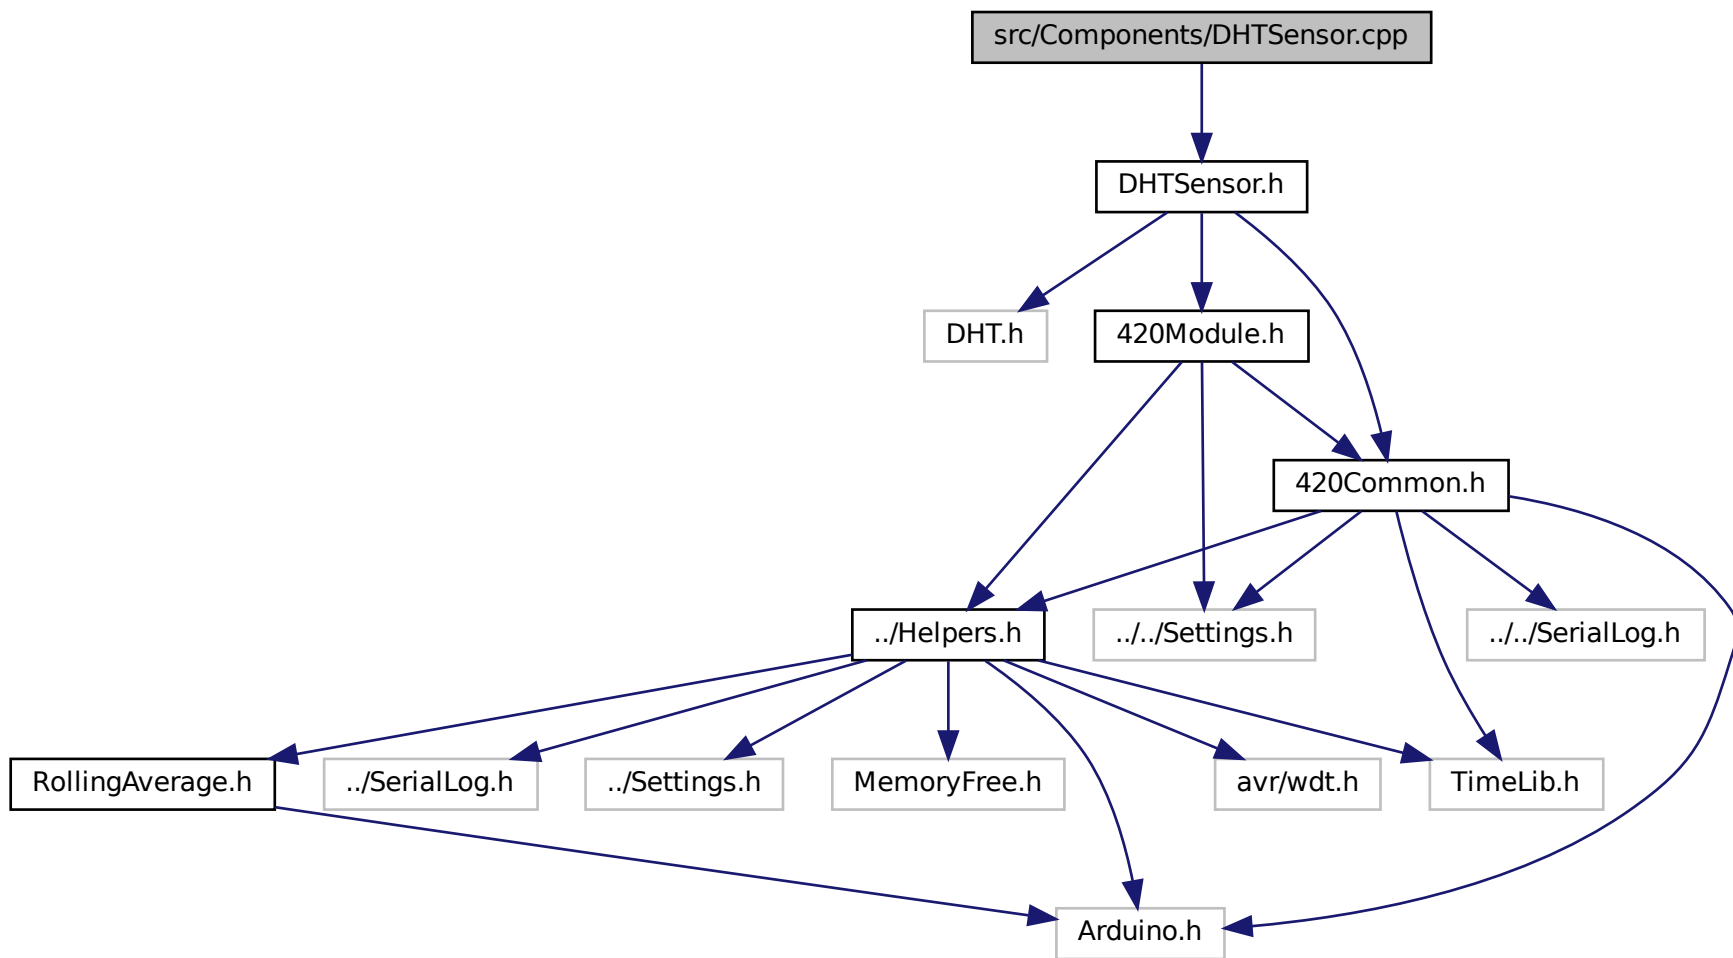 src/Components/DHTSensor.cpp
DHTSensor.h
DHT.h
420Module.h
420Common.h
../Helpers.h
../../Settings.h
../../SerialLog.h
RollingAverage.h
../SerialLog.h
../Settings.h
MemoryFree.h
avr/wdt.h
TimeLib.h
Arduino.h